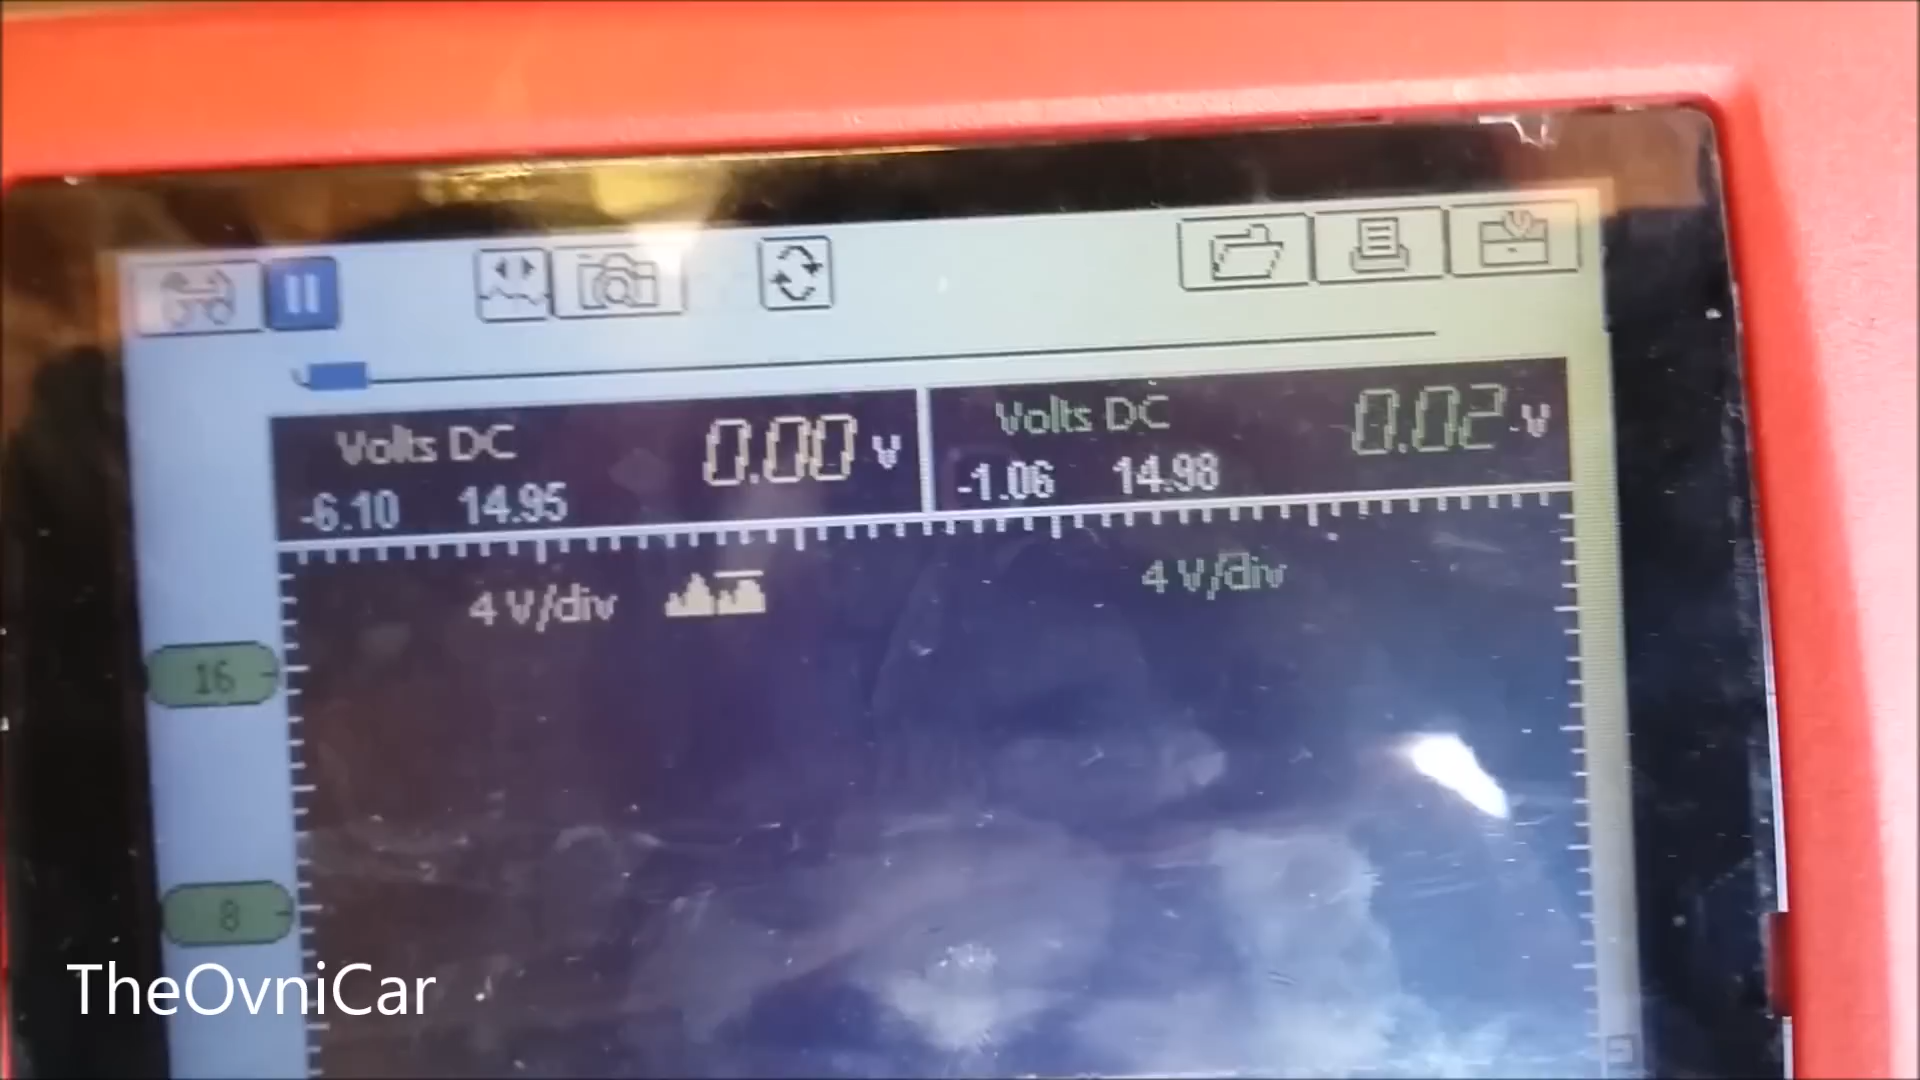 Volts DC 0.00 V
-6.10 14.95
Volts DC 0.02 V
-1.06 14.98
4 V/div
4 V/div
16
8
TheOvniCar